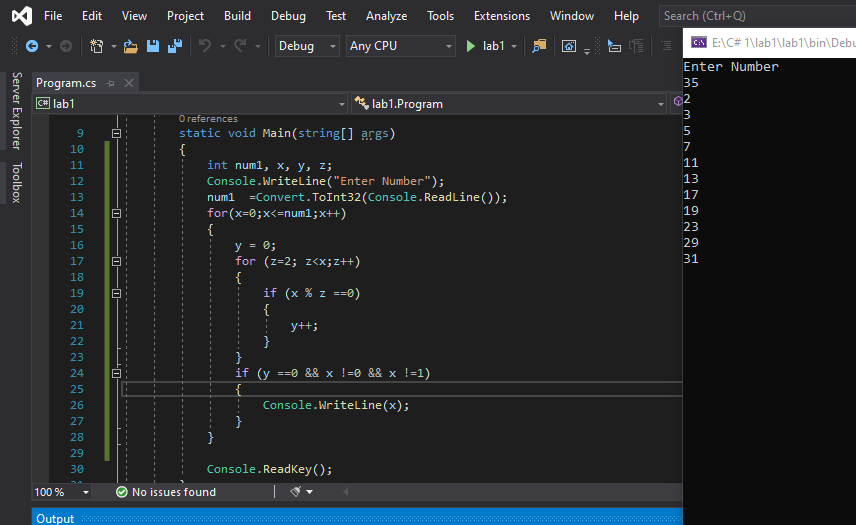 File Edit View Project Build Debug Test Analyze Tools Extensions Window Help Search (Ctrl+Q)
Debug Any CPU lab1
E:\C# 1\lab1\lab1\bin\Debu
Program.cs
C# lab1 lab1.Program
Server Explorer
Toolbox
0 references
9 static void Main(string[] args)
10 {
11 int num1, x, y, z;
12 Console.WriteLine("Enter Number");
13 num1 =Convert.ToInt32(Console.ReadLine());
14 for(x=0;x<=num1;x++)
15 {
16 y = 0;
17 for (z=2; z<x;z++)
18 {
19 if (x % z ==0)
20 {
21 y++;
22 }
23 }
24 if (y ==0 && x !=0 && x !=1)
25 {
26 Console.WriteLine(x);
27 }
28 }
29
30 Console.ReadKey();
100 % No issues found
Output
Enter Number
35
2
3
5
7
11
13
17
19
23
29
31